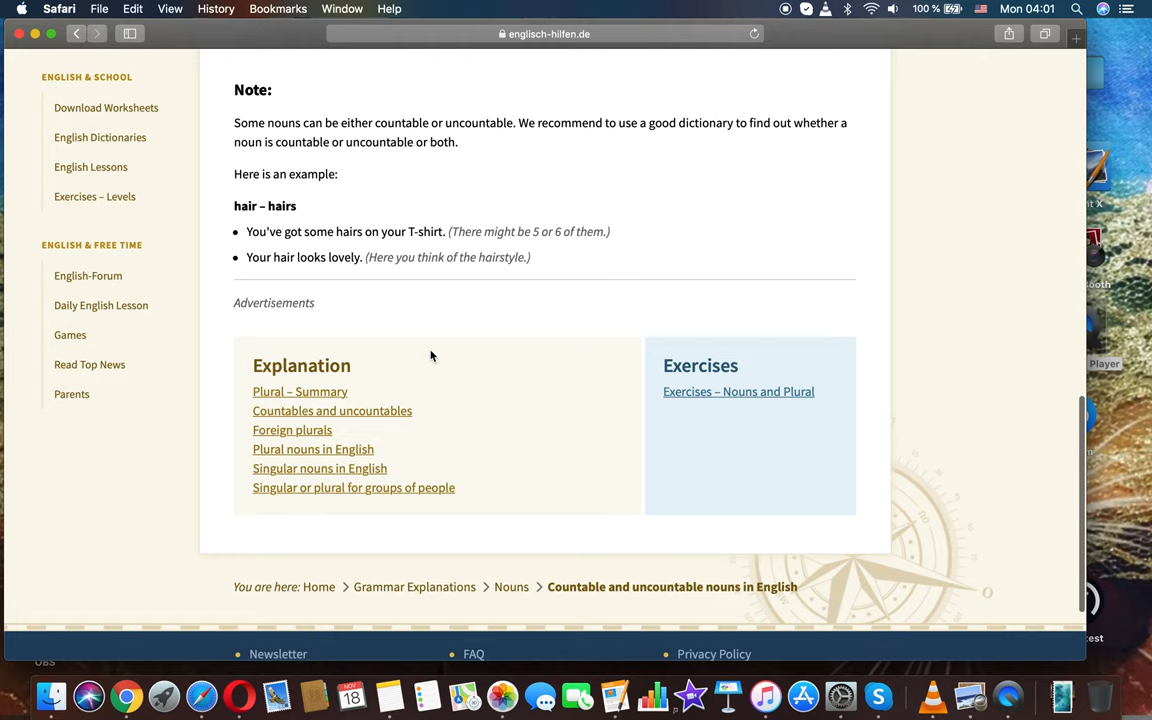 Safari File Edit View History Bookmarks Window Help 100 % Mon 04:01
englisch-hilfen.de
ENGLISH & SCHOOL
Download Worksheets
English Dictionaries
English Lessons
Exercises – Levels
ENGLISH & FREE TIME
English-Forum
Daily English Lesson
Games
Read Top News
Parents
Note:
Some nouns can be either countable or uncountable. We recommend to use a good dictionary to find out whether a
noun is countable or uncountable or both.
Here is an example:
hair – hairs
• You've got some hairs on your T-shirt. (There might be 5 or 6 of them.)
• Your hair looks lovely. (Here you think of the hairstyle.)
Advertisements
Explanation
Plural – Summary
Countables and uncountables
Foreign plurals
Plural nouns in English
Singular nouns in English
Singular or plural for groups of people
Exercises
Exercises – Nouns and Plural
You are here: Home > Grammar Explanations > Nouns > Countable and uncountable nouns in English
Newsletter
FAQ
Privacy Policy
Player
OBS
NOV
18